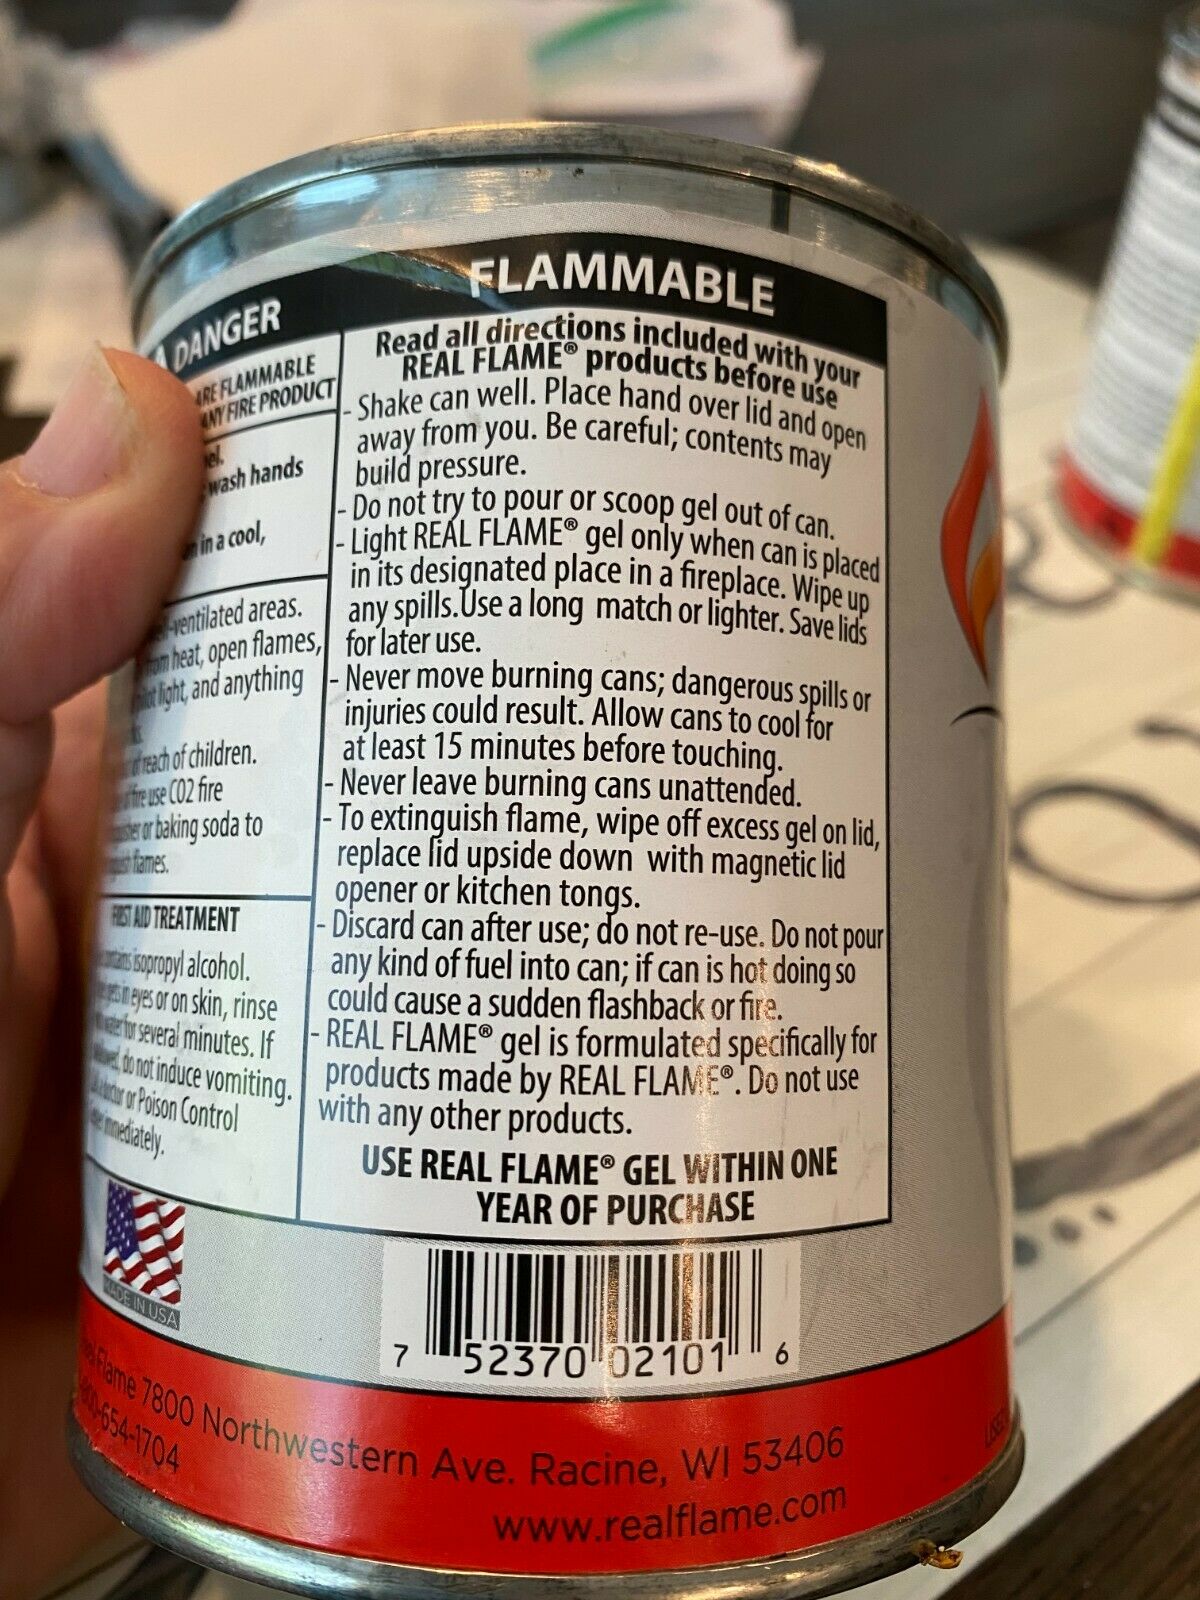 DANGER
ARE FLAMMABLE
ANY FIRE PRODUCT
wash hands
in a cool,
-ventilated areas.
from heat, open flames,
light, and anything
of reach of children.
fire use CO2 fire
or baking soda to
flames.
FIRST AID TREATMENT
contains isopropyl alcohol.
in eyes or on skin, rinse
water for several minutes. If
do not induce vomiting.
doctor or Poison Control
immediately.
FLAMMABLE
Read all directions included with your
REAL FLAME® products before use
- Shake can well. Place hand over lid and open
away from you. Be careful; contents may
build pressure.
- Do not try to pour or scoop gel out of can.
- Light REAL FLAME® gel only when can is placed
in its designated place in a fireplace. Wipe up
any spills.Use a long match or lighter. Save lids
for later use.
- Never move burning cans; dangerous spills or
injuries could result. Allow cans to cool for
at least 15 minutes before touching.
- Never leave burning cans unattended.
- To extinguish flame, wipe off excess gel on lid,
replace lid upside down with magnetic lid
opener or kitchen tongs.
- Discard can after use; do not re-use. Do not pour
any kind of fuel into can; if can is hot doing so
could cause a sudden flashback or fire.
- REAL FLAME® gel is formulated specifically for
products made by REAL FLAME®. Do not use
with any other products.
USE REAL FLAME® GEL WITHIN ONE
YEAR OF PURCHASE
MADE IN USA
7 52370 02101 6
Flame 7800 Northwestern Ave. Racine, WI 53406
800-654-1704
www.realflame.com